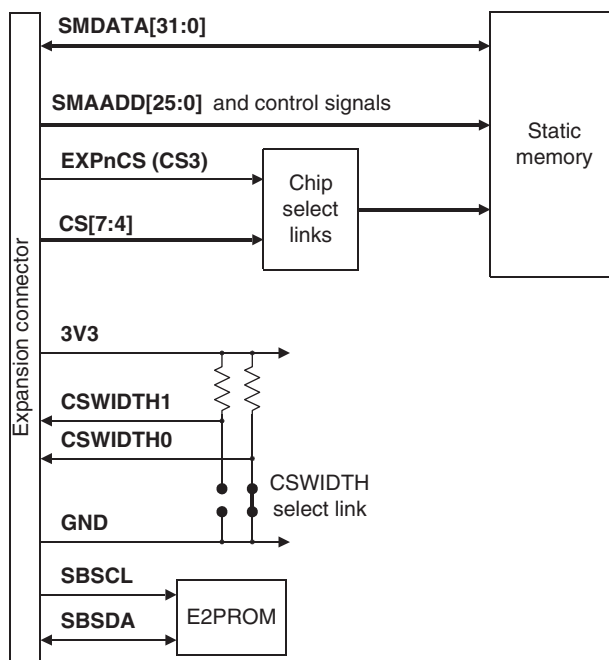 SMDATA[31:0]
SMAADD[25:0] and control signals
Static
memory
EXPnCS (CS3)
Chip
select
links
CS[7:4]
Expansion connector
3V3
CSWIDTH1
CSWIDTH0
CSWIDTH
select link
GND
SBSCL
E2PROM
SBSDA